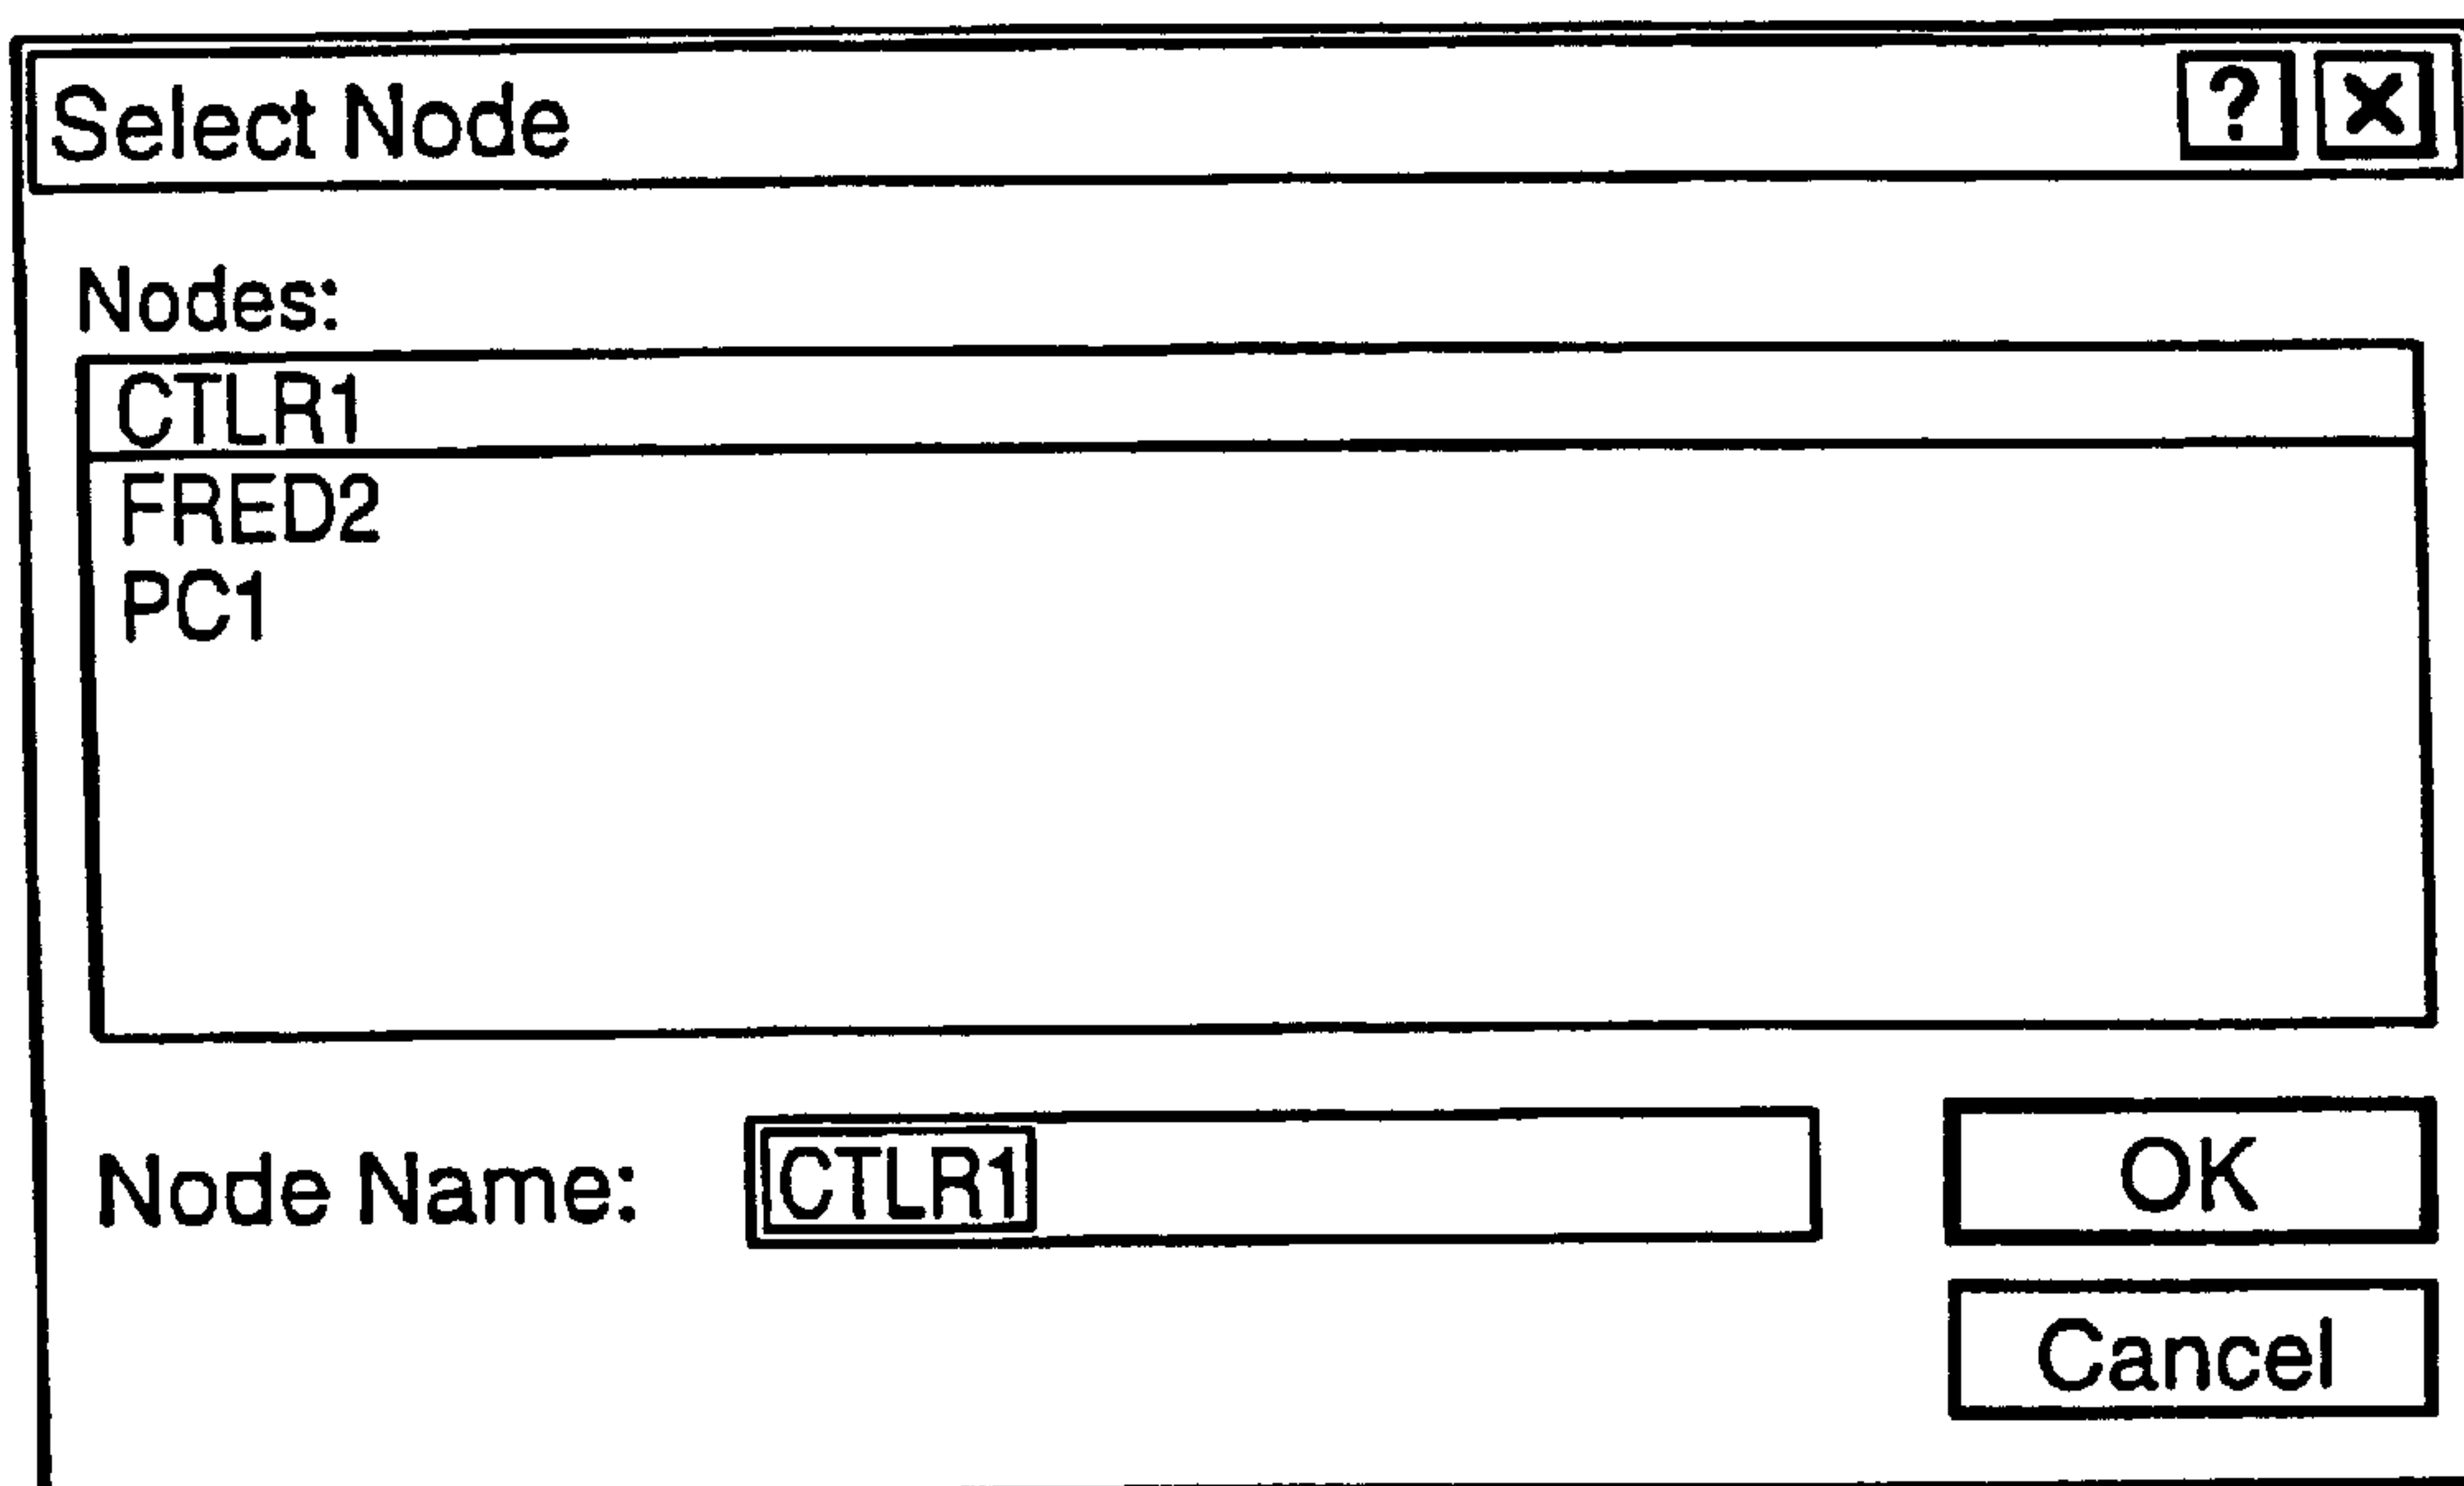 Select Node ? X
Nodes:
CTLR1
FRED2
PC1
Node Name: CTLR1 OK
Cancel